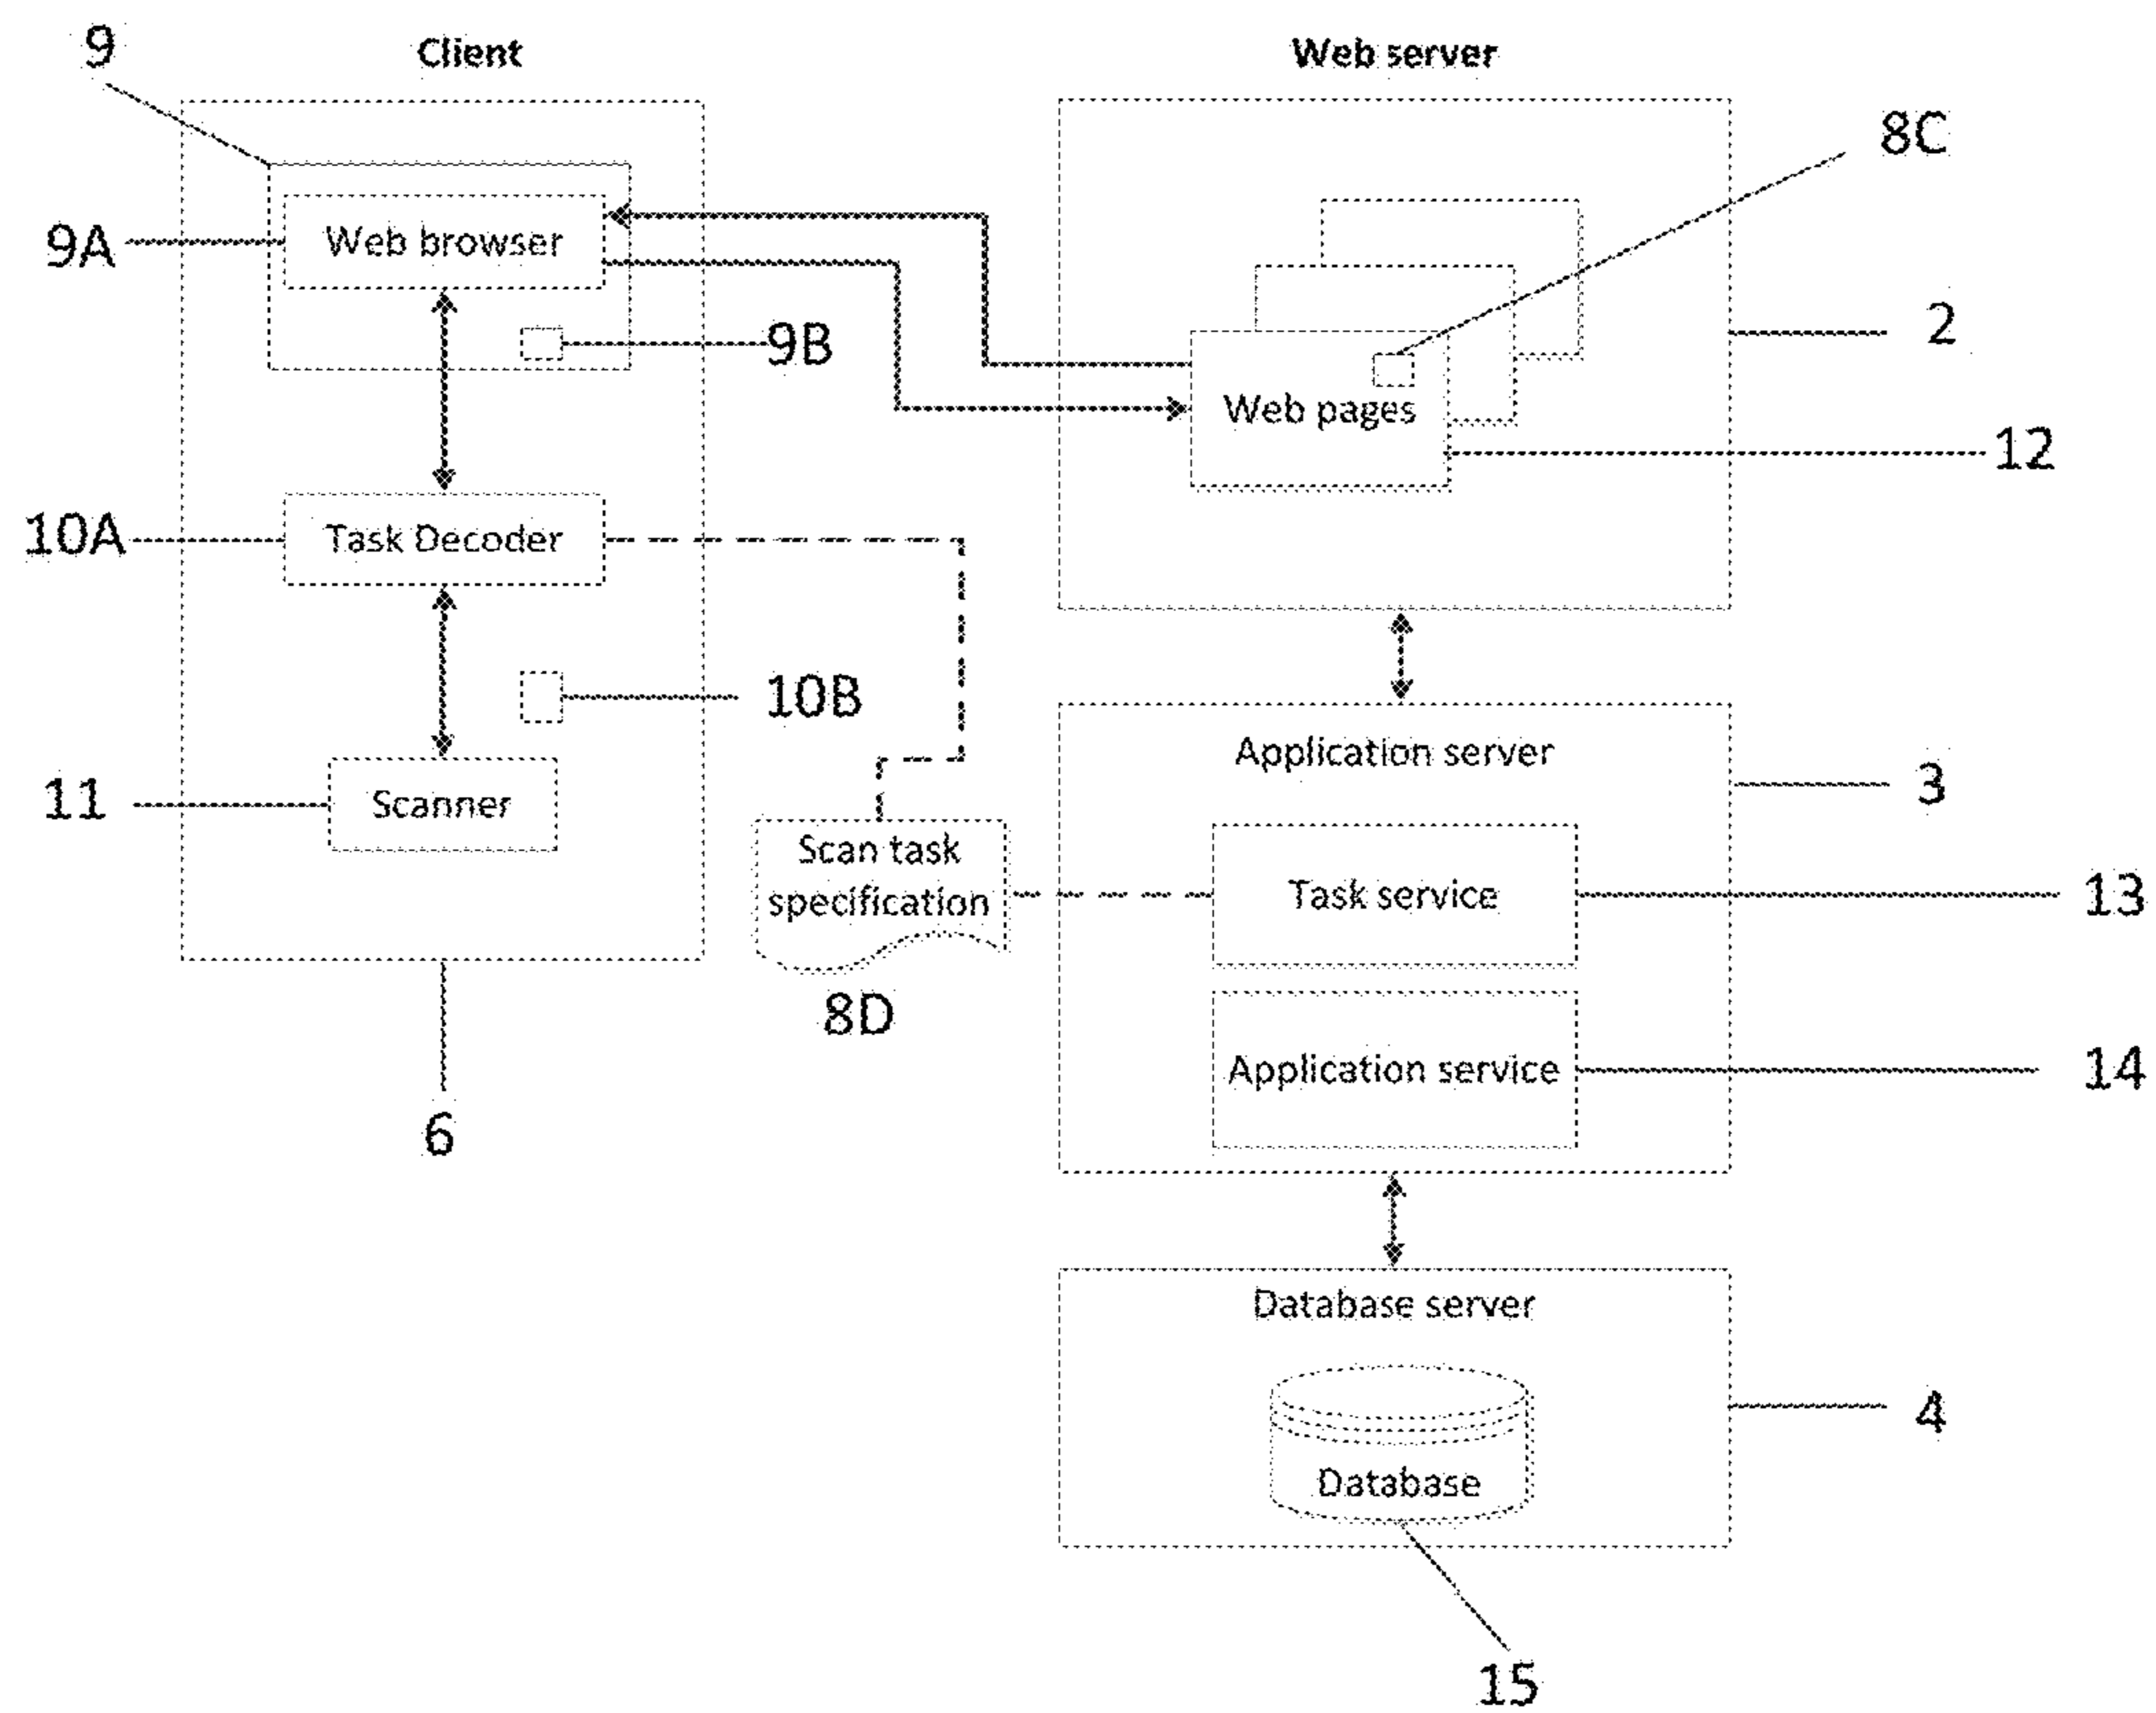 9
Client
Web server
8C
9A
Web browser
9B
2
Web pages
12
10A
Task Decoder
10B
Application server
3
11
Scanner
Scan task
specification
8D
Task service
13
Application service
14
6
Database server
4
Database
15